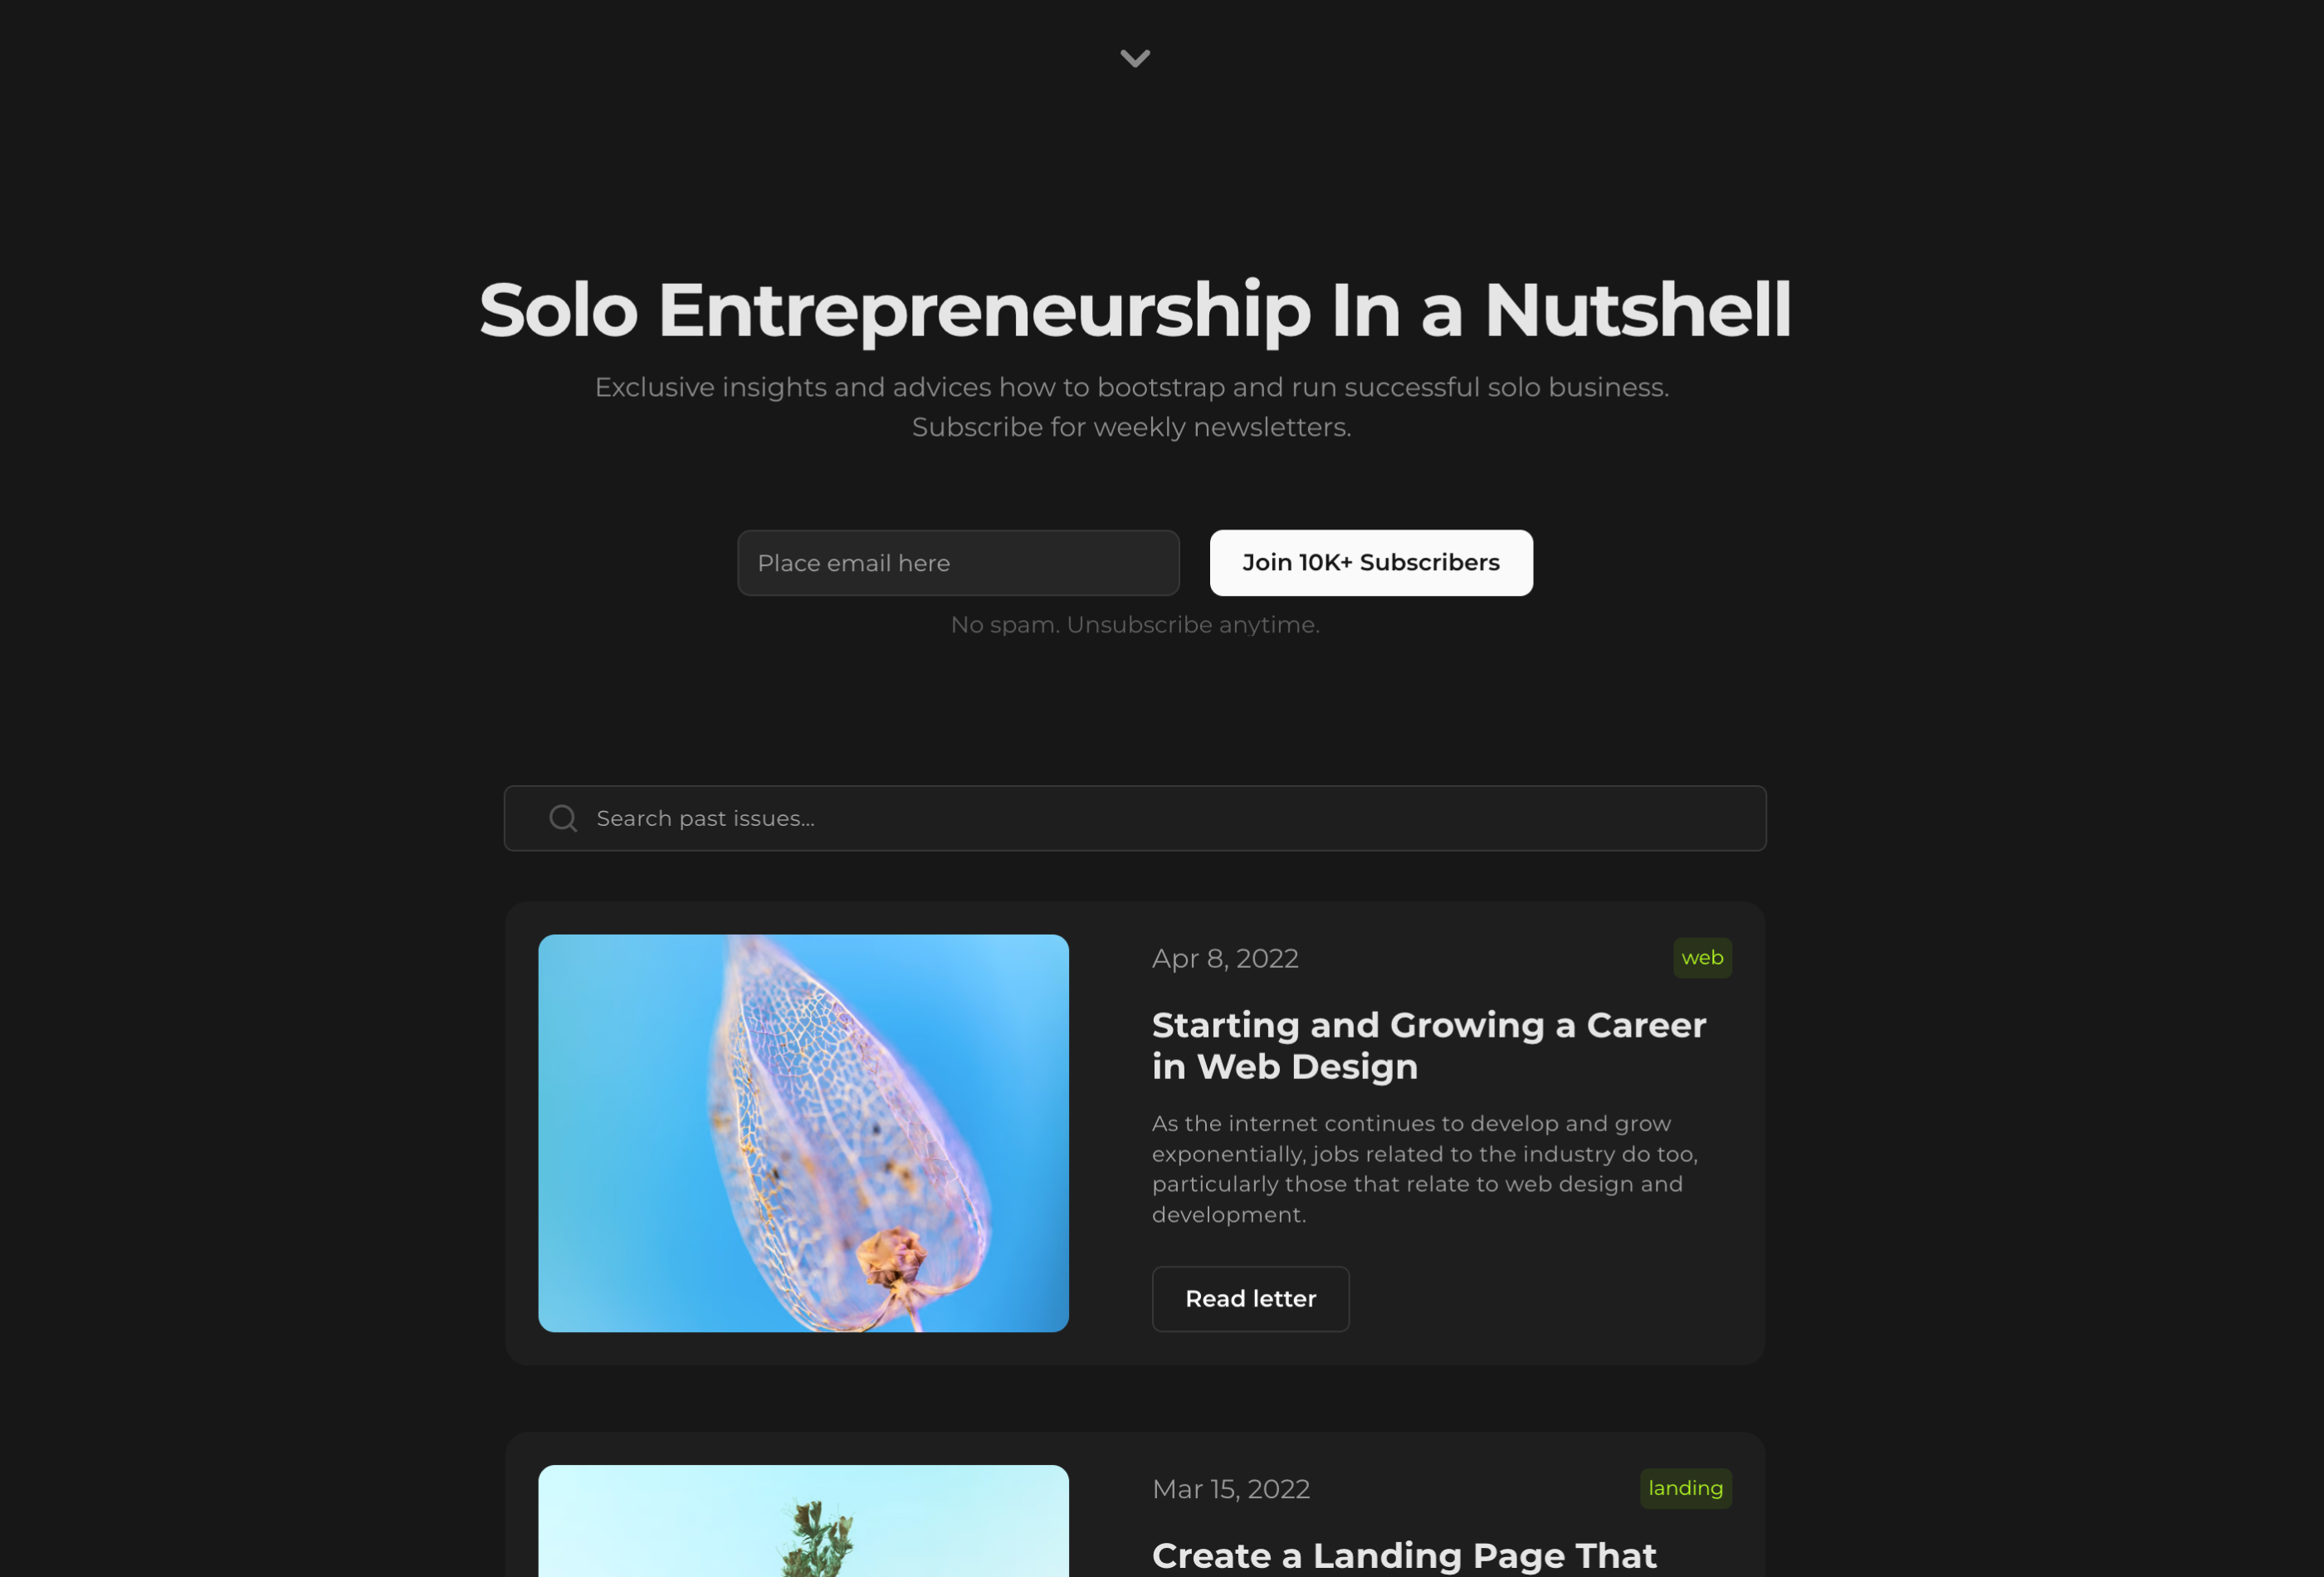 Solo Entrepreneurship In a Nutshell
Exclusive insights and advices how to bootstrap and run successful solo business.
Subscribe for weekly newsletters.
Place email here
Join 10K+ Subscribers
No spam. Unsubscribe anytime.
Search past issues...
Apr 8, 2022
web
Starting and Growing a Career
in Web Design
As the internet continues to develop and grow
exponentially, jobs related to the industry do too,
particularly those that relate to web design and
development.
Read letter
Mar 15, 2022
landing
Create a Landing Page That